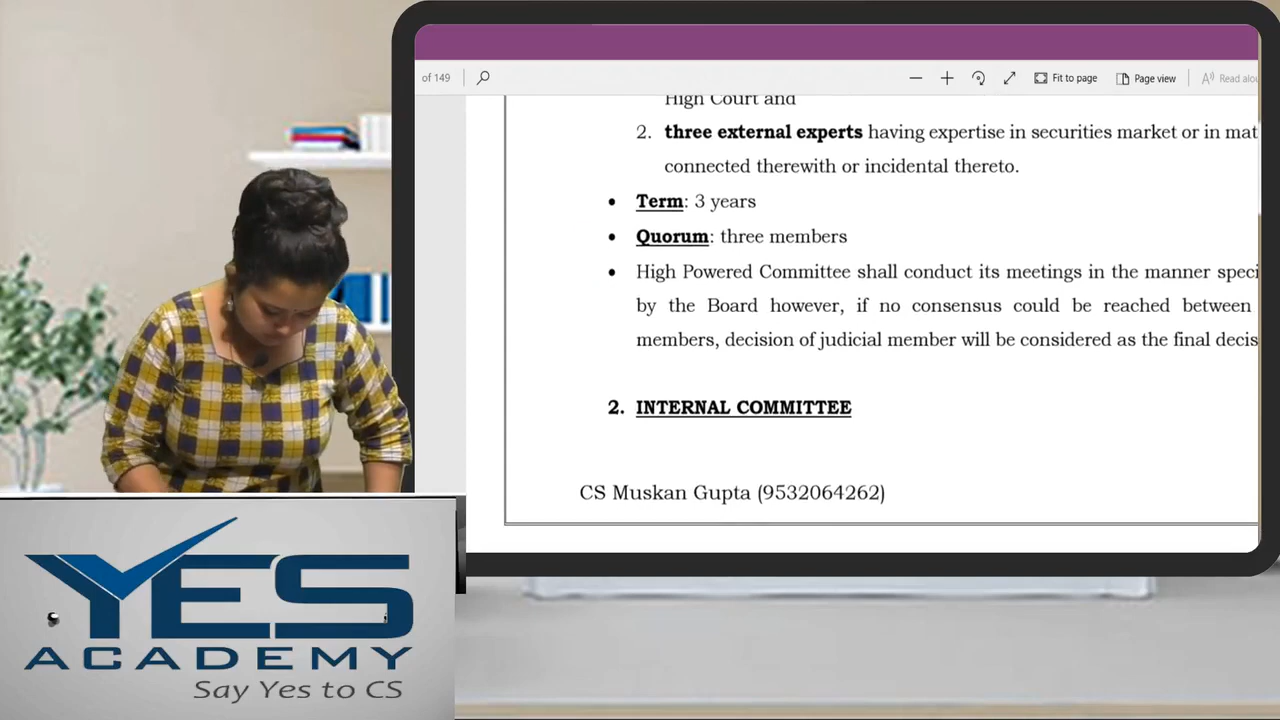 of 149
Fit to page
Page view
Read
High Court and
2. three external experts having expertise in securities market or in
connected therewith or incidental thereto.
• Term: 3 years
• Quorum: three members
• High Powered Committee shall conduct its meetings in the manner
by the Board however, if no consensus could be reached between
members, decision of judicial member will be considered as the final
2. INTERNAL COMMITTEE
CS Muskan Gupta (9532064262)
YES
ACADEMY
Say Yes to CS